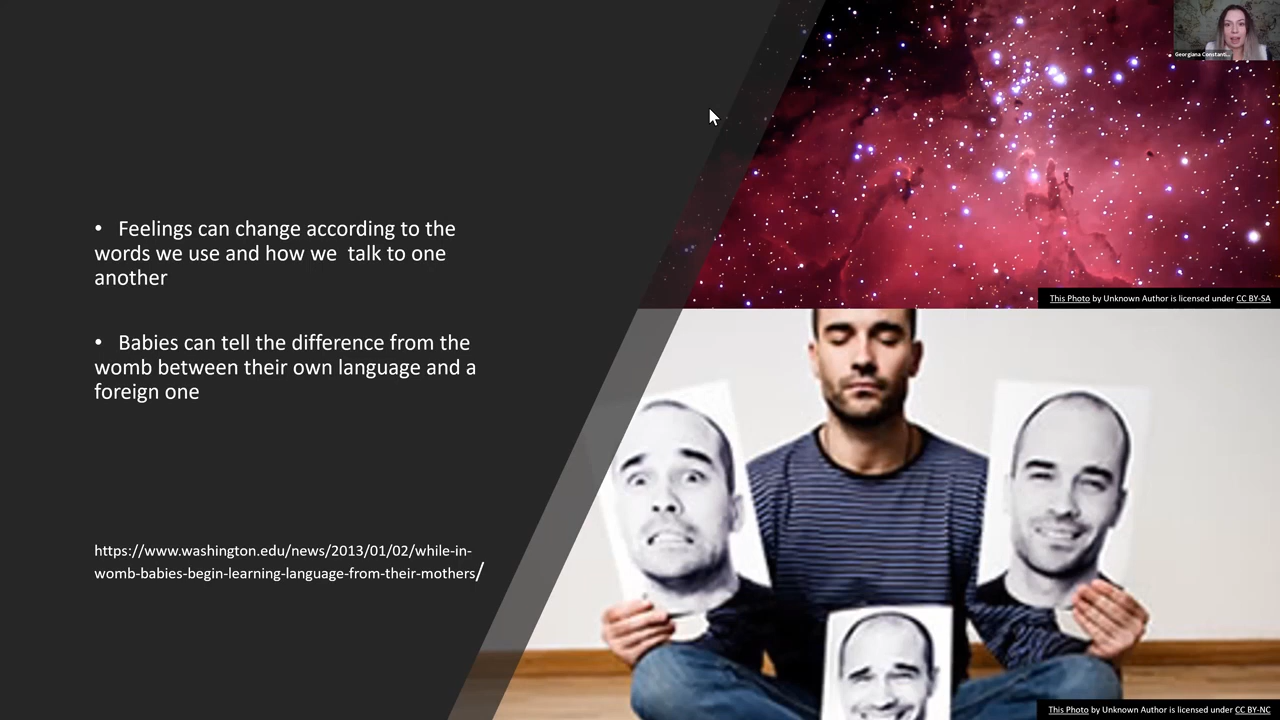 Georgiana Constanti...
• Feelings can change according to the
words we use and how we  talk to one
another
• Babies can tell the difference from the
womb between their own language and a
foreign one
https://www.washington.edu/news/2013/01/02/while-in-
womb-babies-begin-learning-language-from-their-mothers/
This Photo by Unknown Author is licensed under CC BY-SA
This Photo by Unknown Author is licensed under CC BY-NC